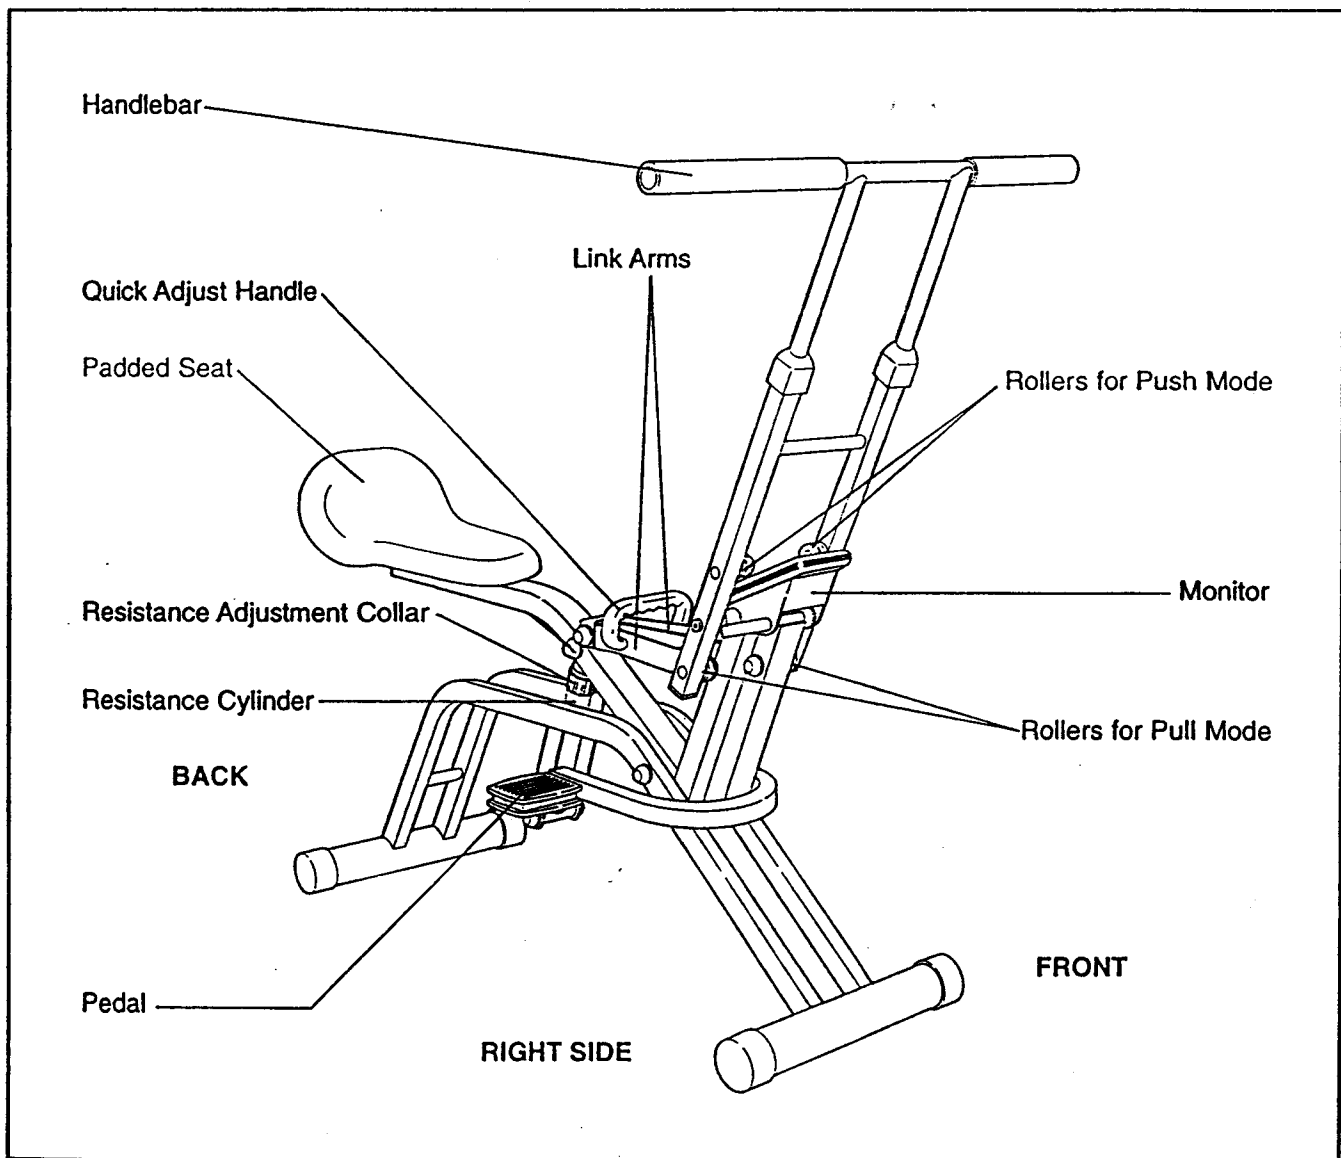 Handlebar
Link Arms
Quick Adjust Handle
Padded Seat
Rollers for Push Mode
Monitor
Resistance Adjustment Collar
Resistance Cylinder
Rollers for Pull Mode
BACK
FRONT
Pedal
RIGHT SIDE